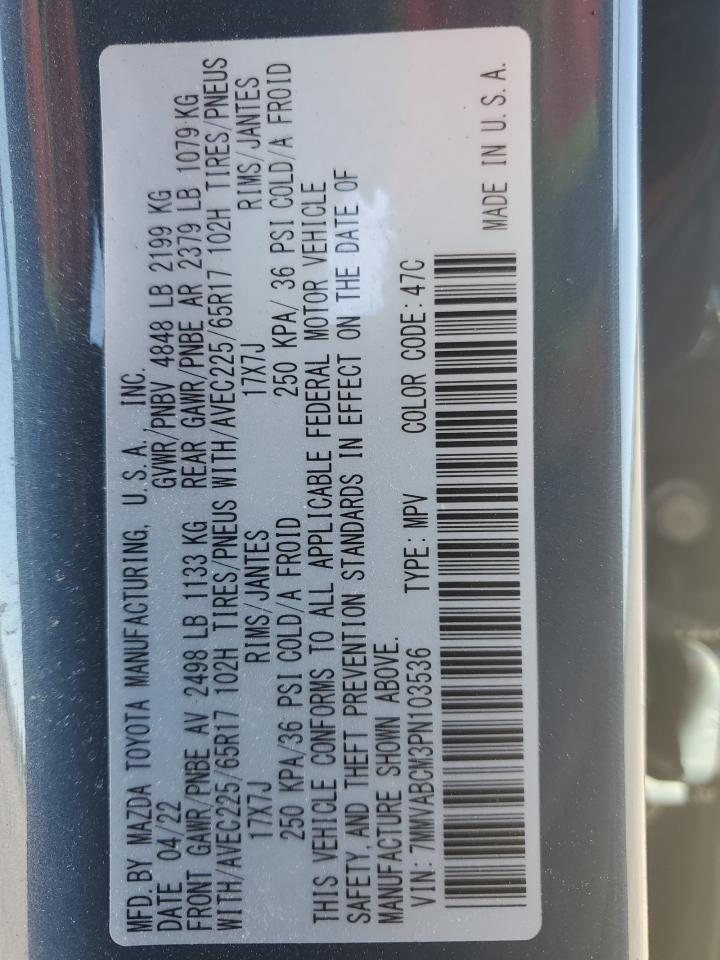 MFD. BY MAZDA TOYOTA MANUFACTURING, U.S.A. INC.
DATE 04/22 GVWR/PNBV 4848 LB 2199 KG
FRONT GAWR/PNBE AV 2498 LB 1133 KG REAR GAWR/PNBE AR 2379 LB 1079 KG
WITH/AVEC225/65R17 102H TIRES/PNEUS WITH/AVEC225/65R17 102H TIRES/PNEUS
17X7J RIMS/JANTES 17X7J RIMS/JANTES
250 KPA/36 PSI COLD/A FROID 250 KPA/ 36 PSI COLD/A FROID
THIS VEHICLE CONFORMS TO ALL APPLICABLE FEDERAL MOTOR VEHICLE
SAFETY, AND THEFT PREVENTION STANDARDS IN EFFECT ON THE DATE OF
MANUFACTURE SHOWN ABOVE.
VIN: 7MMVABCM3PN103536 TYPE: MPV COLOR CODE: 47C
MADE IN U.S.A.